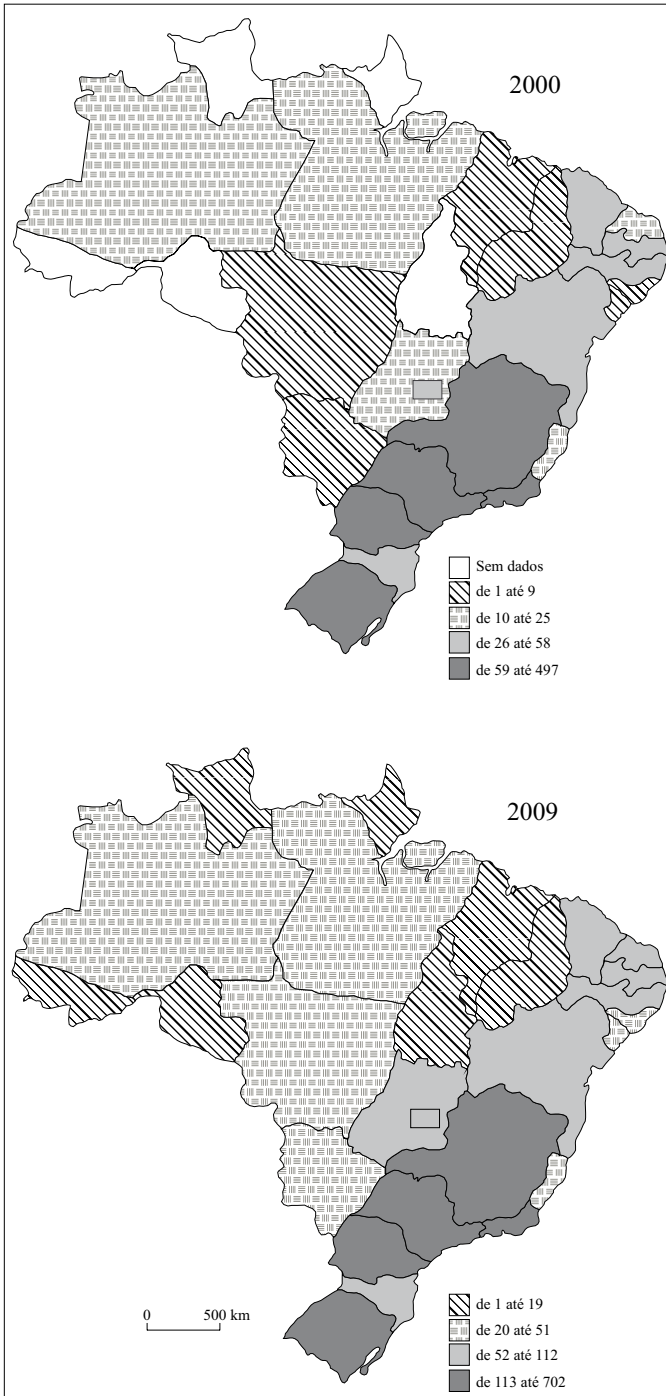 2000
Sem dados
de 1 até 9
de 10 até 25
de 26 até 58
de 59 até 497
2009
0 500 km
de 1 até 19
de 20 até 51
de 52 até 112
de 113 até 702